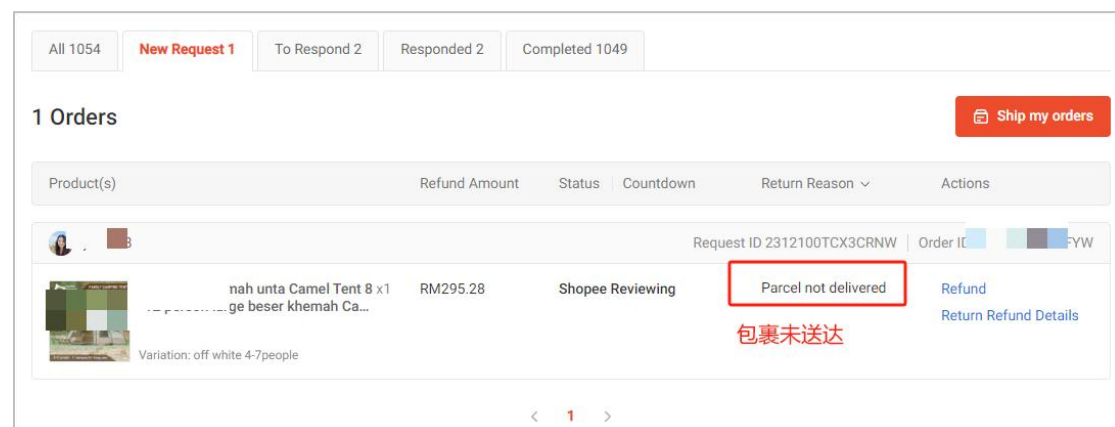 All 1054 New Request 1 To Respond 2 Responded 2 Completed 1049
1 Orders
Ship my orders
Product(s) Refund Amount Status Countdown Return Reason Actions
Request ID 2312100TCX3CRNW Order ID YW
nah unta Camel Tent 8 x1 RM295.28 Shopee Reviewing Parcel not delivered Refund
ge beser khemah Ca... Return Refund Details
包裹未送达
Variation: off white 4-7people
1